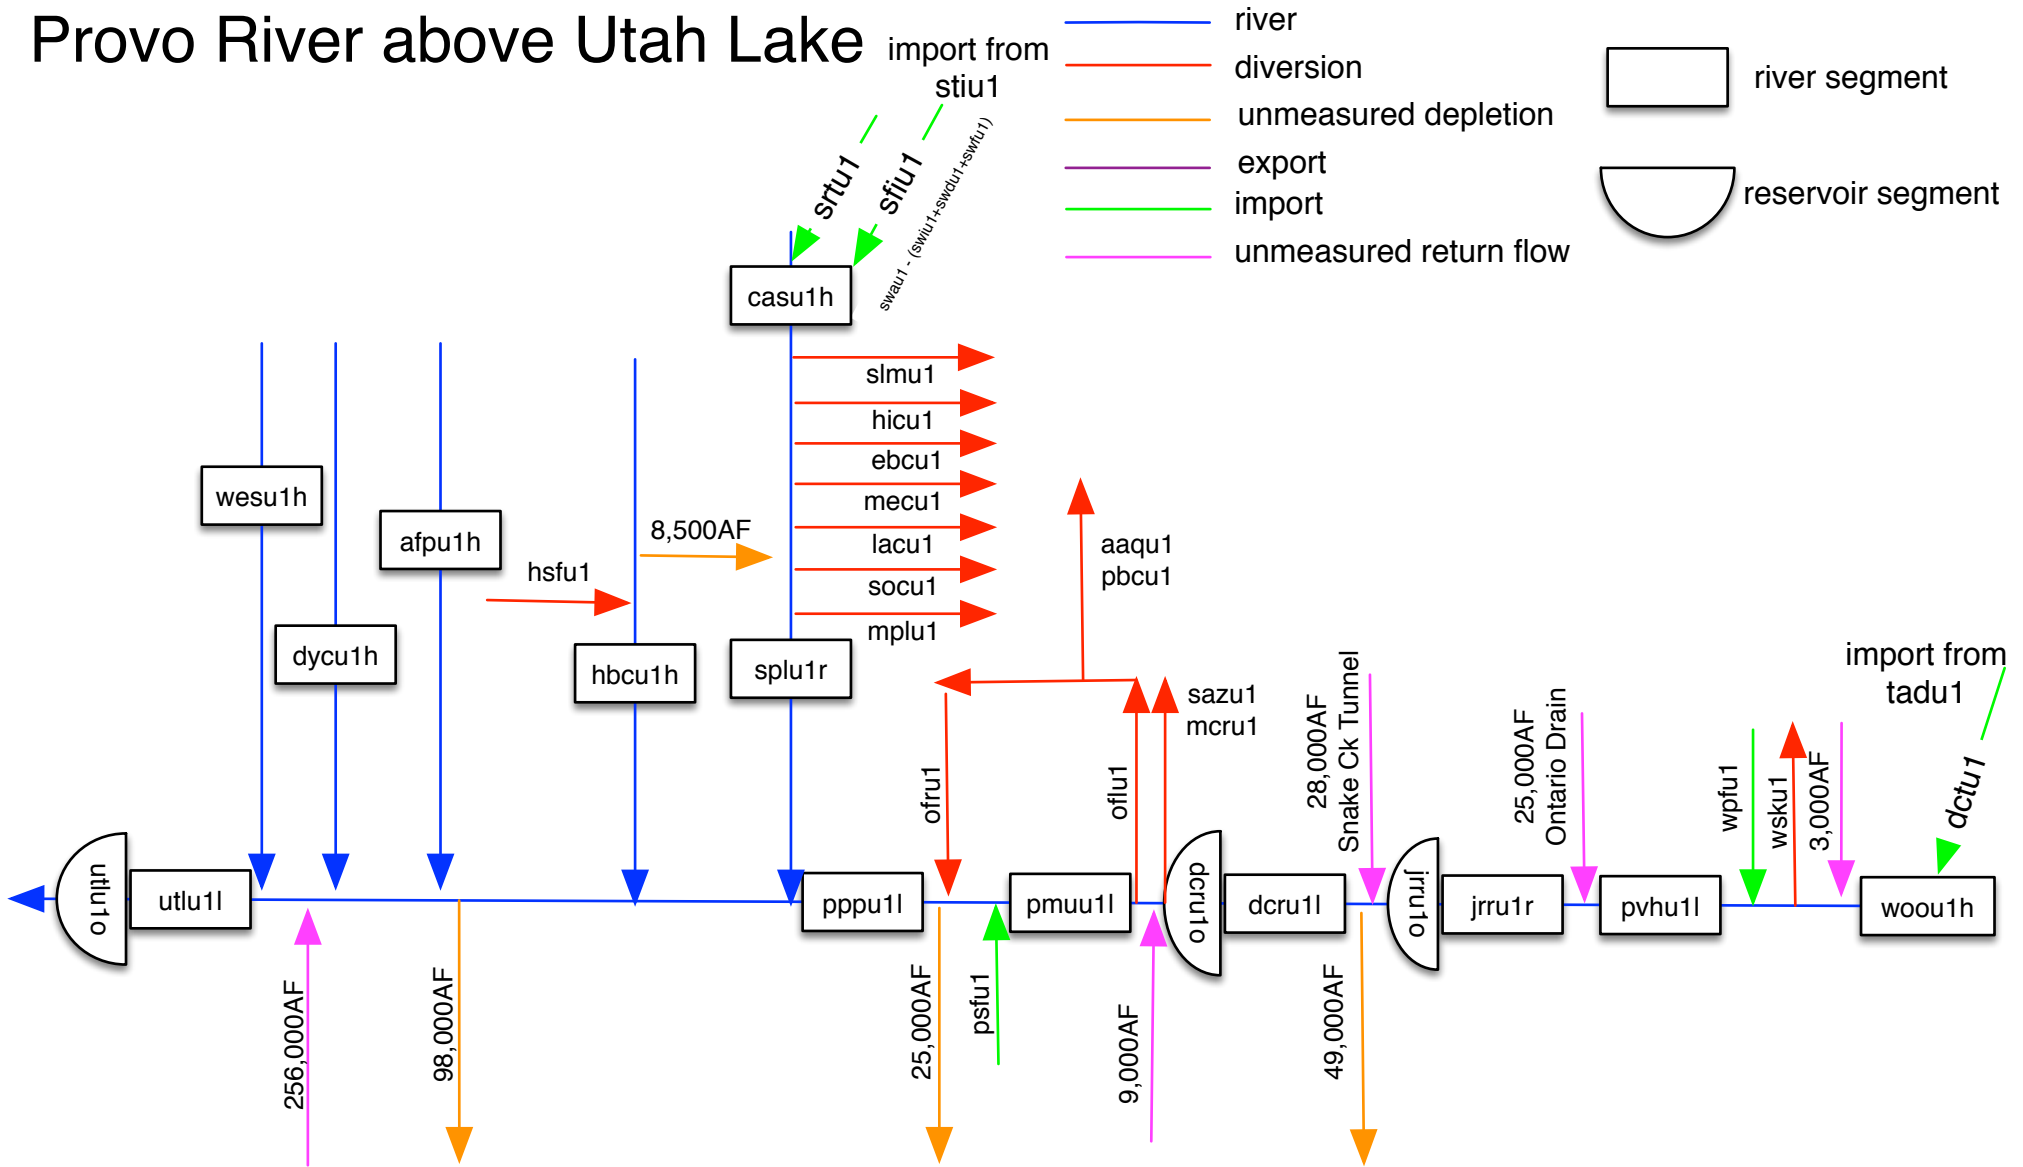 Provo River above Utah Lake
import from
stiu1
river
diversion
unmeasured depletion
export
import
unmeasured return flow
river segment
reservoir segment
srtu1
sfiu1
swau1 - (swiu1+swdu1+swfu1)
casu1h
slmu1
hicu1
ebcu1
mecu1
lacu1
socu1
mplu1
wesu1h
afpu1h
dycu1h
hsfu1
8,500AF
hbcu1h
splu1r
aaqu1
pbcu1
sazu1
mcru1
ofru1
oflu1
28,000AF
Snake Ck Tunnel
25,000AF
Ontario Drain
wpfu1
wsku1
3,000AF
import from
tadu1
dctu1
utlu1o
utlu1l
pppu1l
pmuu1l
dcru1o
dcru1l
jrru1o
jrru1r
pvhu1l
woou1h
256,000AF
98,000AF
25,000AF
psfu1
9,000AF
49,000AF